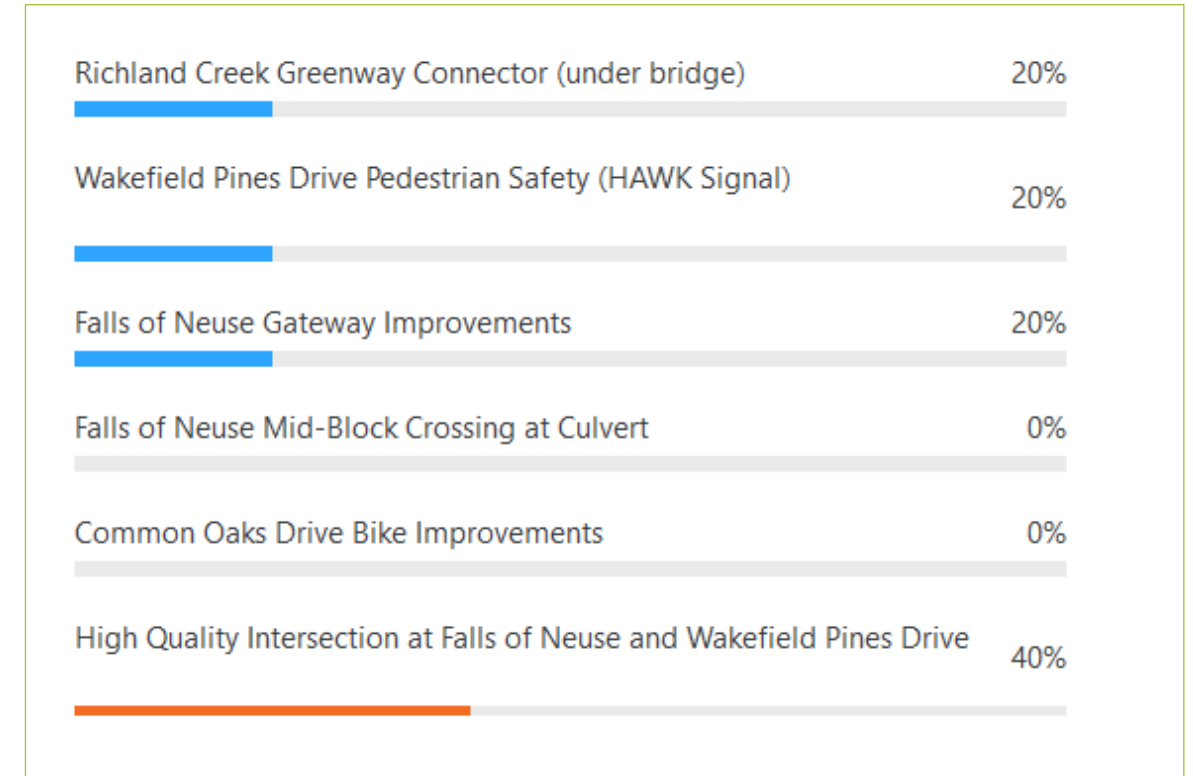 Richland Creek Greenway Connector (under bridge) 20%
Wakefield Pines Drive Pedestrian Safety (HAWK Signal) 20%
Falls of Neuse Gateway Improvements 20%
Falls of Neuse Mid-Block Crossing at Culvert 0%
Common Oaks Drive Bike Improvements 0%
High Quality Intersection at Falls of Neuse and Wakefield Pines Drive 40%